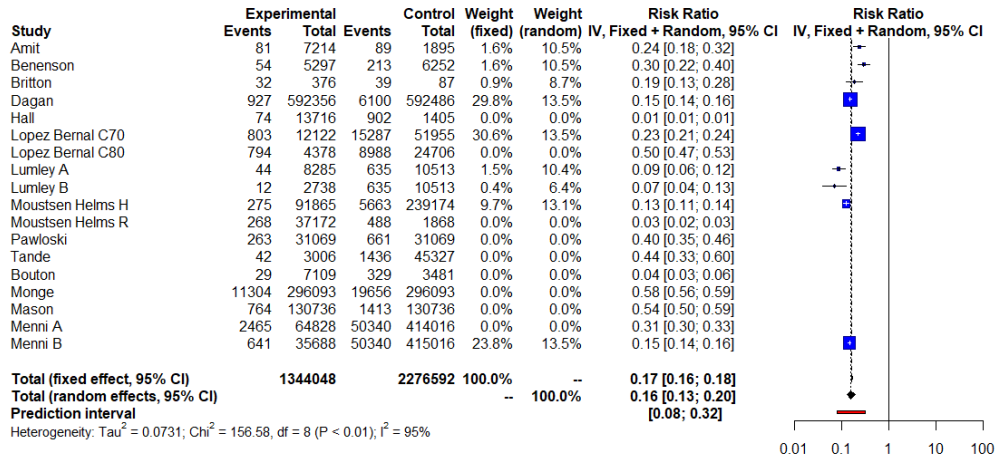 Experimental Control Weight Weight Risk Ratio Risk Ratio
Study Events Total Events Total (fixed) (random) IV, Fixed + Random, 95% CI IV, Fixed + Random, 95% CI
Amit 81 7214 89 1895 1.6% 10.5% 0.24 [0.18; 0.32]
Benenson 54 5297 213 6252 1.6% 10.5% 0.30 [0.22; 0.40]
Britton 32 376 39 87 0.9% 8.7% 0.19 [0.13; 0.28]
Dagan 927 592356 6100 592486 29.8% 13.5% 0.15 [0.14; 0.16]
Hall 74 13716 902 1405 0.0% 0.0% 0.01 [0.01; 0.01]
Lopez Bernal C70 803 12122 15287 51955 30.6% 13.5% 0.23 [0.21; 0.24]
Lopez Bernal C80 794 4378 8988 24706 0.0% 0.0% 0.50 [0.47; 0.53]
Lumley A 44 8285 635 10513 1.5% 10.4% 0.09 [0.06; 0.12]
Lumley B 12 2738 635 10513 0.4% 6.4% 0.07 [0.04; 0.13]
Moustsen Helms H 275 91865 5663 239174 9.7% 13.1% 0.13 [0.11; 0.14]
Moustsen Helms R 268 37172 488 1868 0.0% 0.0% 0.03 [0.02; 0.03]
Pawloski 263 31069 661 31069 0.0% 0.0% 0.40 [0.35; 0.46]
Tande 42 3006 1436 45327 0.0% 0.0% 0.44 [0.33; 0.60]
Bouton 29 7109 329 3481 0.0% 0.0% 0.04 [0.03; 0.06]
Monge 11304 296093 19656 296093 0.0% 0.0% 0.58 [0.56; 0.59]
Mason 764 130736 1413 130736 0.0% 0.0% 0.54 [0.50; 0.59]
Menni A 2465 64828 50340 414016 0.0% 0.0% 0.31 [0.30; 0.33]
Menni B 641 35688 50340 415016 23.8% 13.5% 0.15 [0.14; 0.16]
Total (fixed effect, 95% CI) 1344048 2276592 100.0% -- 0.17 [0.16; 0.18]
Total (random effects, 95% CI) -- 100.0% 0.16 [0.13; 0.20]
Prediction interval [0.08; 0.32]
Heterogeneity: Tau² = 0.0731; Chi² = 156.58, df = 8 (P < 0.01); I² = 95%
0.01 0.1 1 10 100